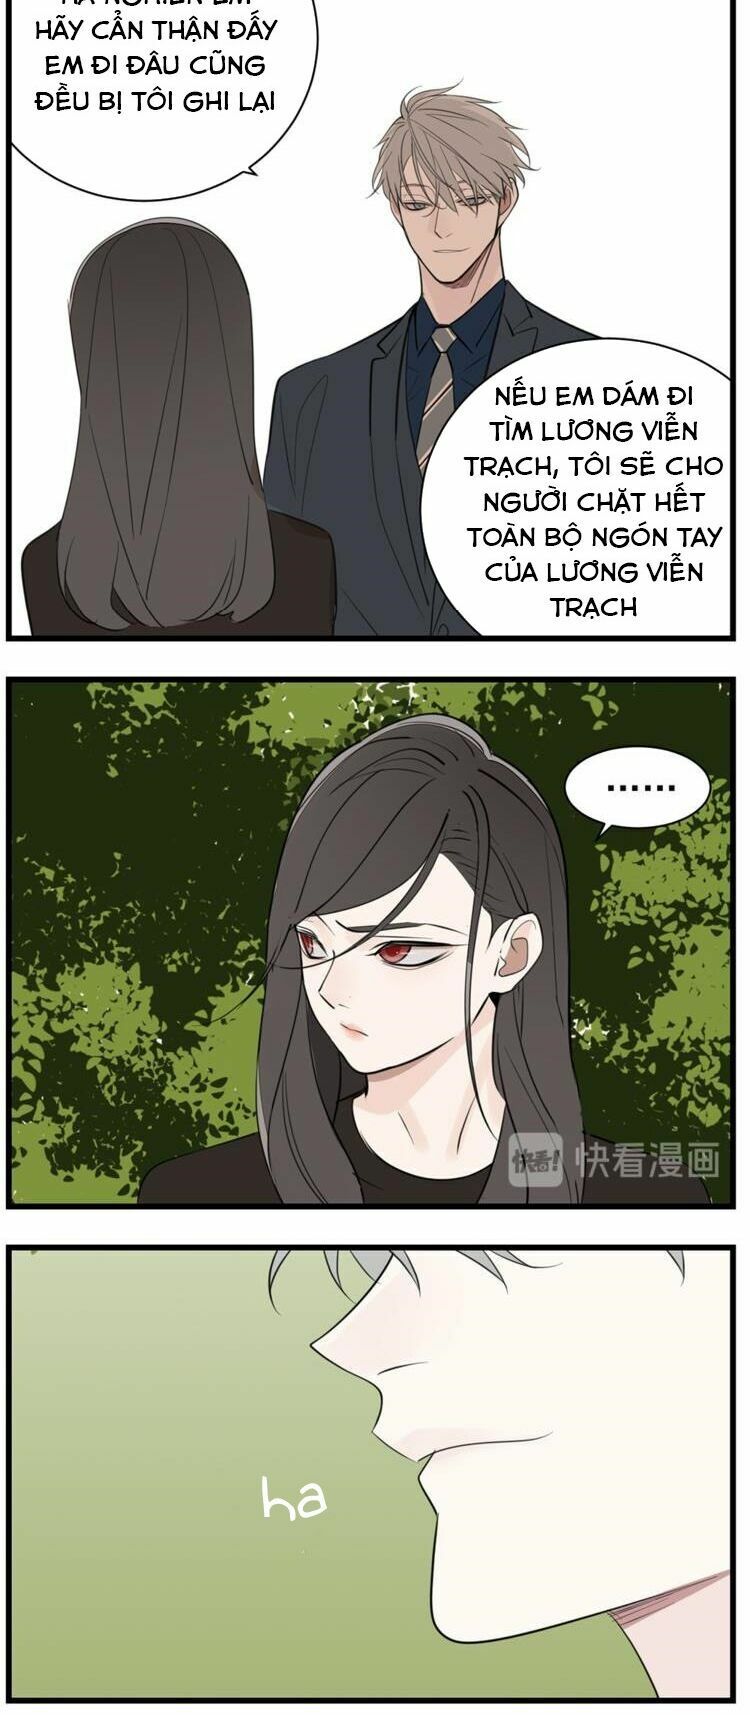 HÃY CẨN THẬN ĐẤY
EM ĐI ĐÂU CŨNG
ĐỀU BỊ TÔI GHI LẠI
NẾU EM DÁM ĐI
TÌM LƯƠNG VIỄN
TRẠCH, TÔI SẼ CHO
NGƯỜI CHẶT HẾT
TOÀN BỘ NGÓN TAY
CỦA LƯƠNG VIỄN
TRẠCH
......
快看! 快看漫画
ha